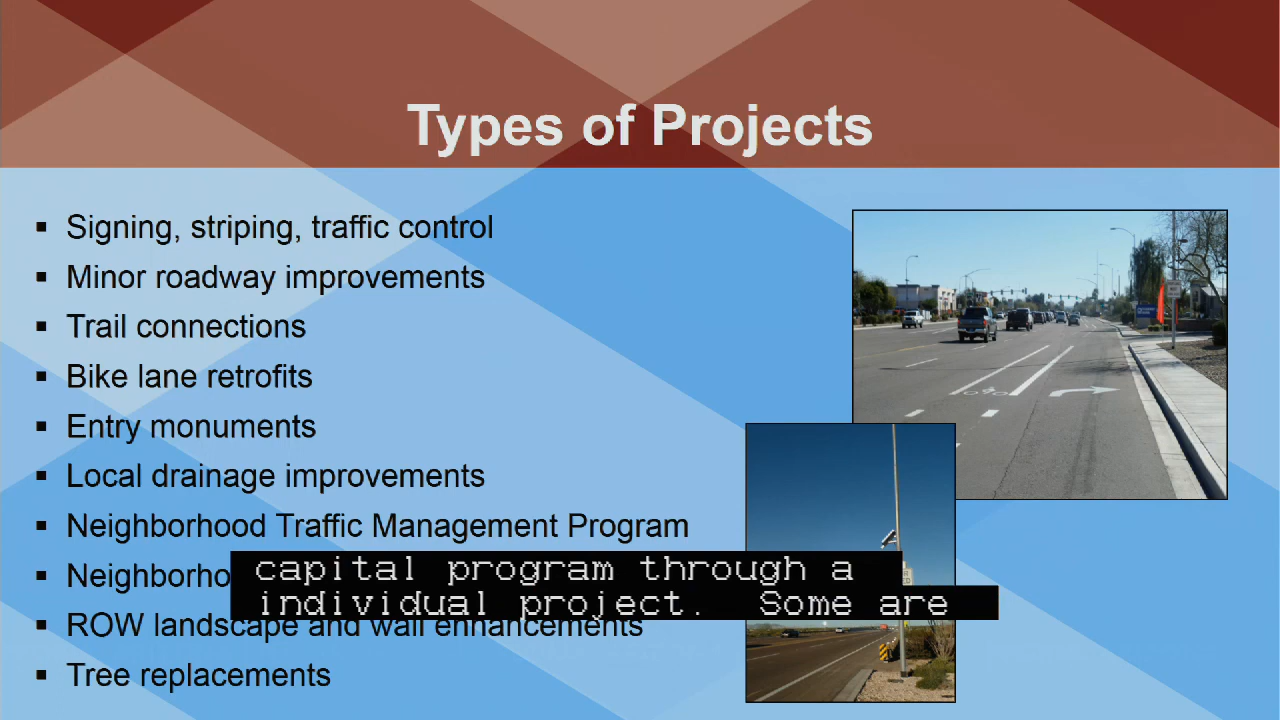 Types of Projects
▪ Signing, striping, traffic control
▪ Minor roadway improvements
▪ Trail connections
▪ Bike lane retrofits
▪ Entry monuments
▪ Local drainage improvements
▪ Neighborhood Traffic Management Program
▪ Neighborho
capital program through a
individual project. Some are
▪ ROW landscape and wall enhancements
▪ Tree replacements